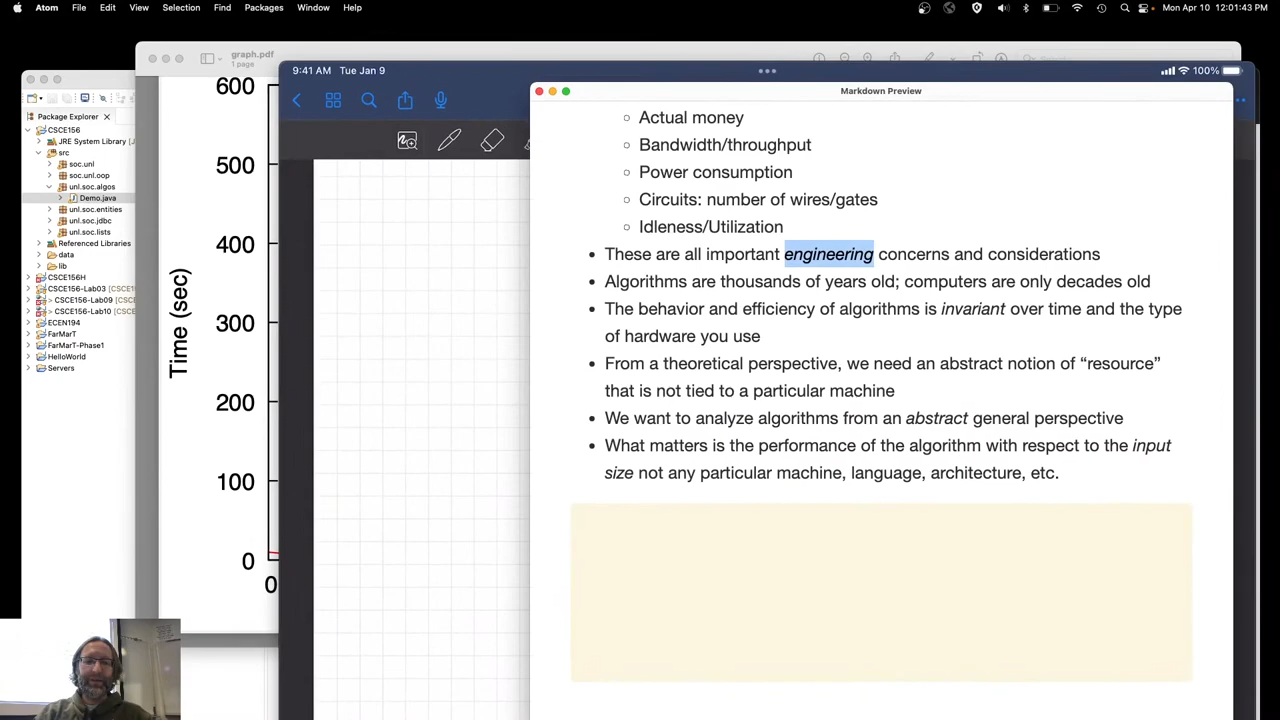 Atom File Edit View Selection Find Packages Window Help
Mon Apr 10 12:01:43
graph.pdf
1 page
9:41 AM Tue Jan 9
100%
Markdown Preview
Actual money
Bandwidth/throughput
Power consumption
Circuits: number of wires/gates
Idleness/Utilization
These are all important engineering concerns and considerations
Algorithms are thousands of years old; computers are only decades old
The behavior and efficiency of algorithms is invariant over time and the type
of hardware you use
From a theoretical perspective, we need an abstract notion of “resource”
that is not tied to a particular machine
We want to analyze algorithms from an abstract general perspective
What matters is the performance of the algorithm with respect to the input
size not any particular machine, language, architecture, etc.
Package Explorer
CSCE156
JRE System Library
src
soc.unl
soc.unl.oop
unl.soc.algos
Demo.java
unl.soc.entities
unl.soc.jdbc
unl.soc.lists
Referenced Libraries
data
lib
CSCE156H
CSCE156-Lab03
> CSCE156-Lab09
> CSCE156-Lab10
ECEN194
FarMarT
FarMarT-Phase1
HelloWorld
Servers
Time (sec)
600
500
400
300
200
100
0
0